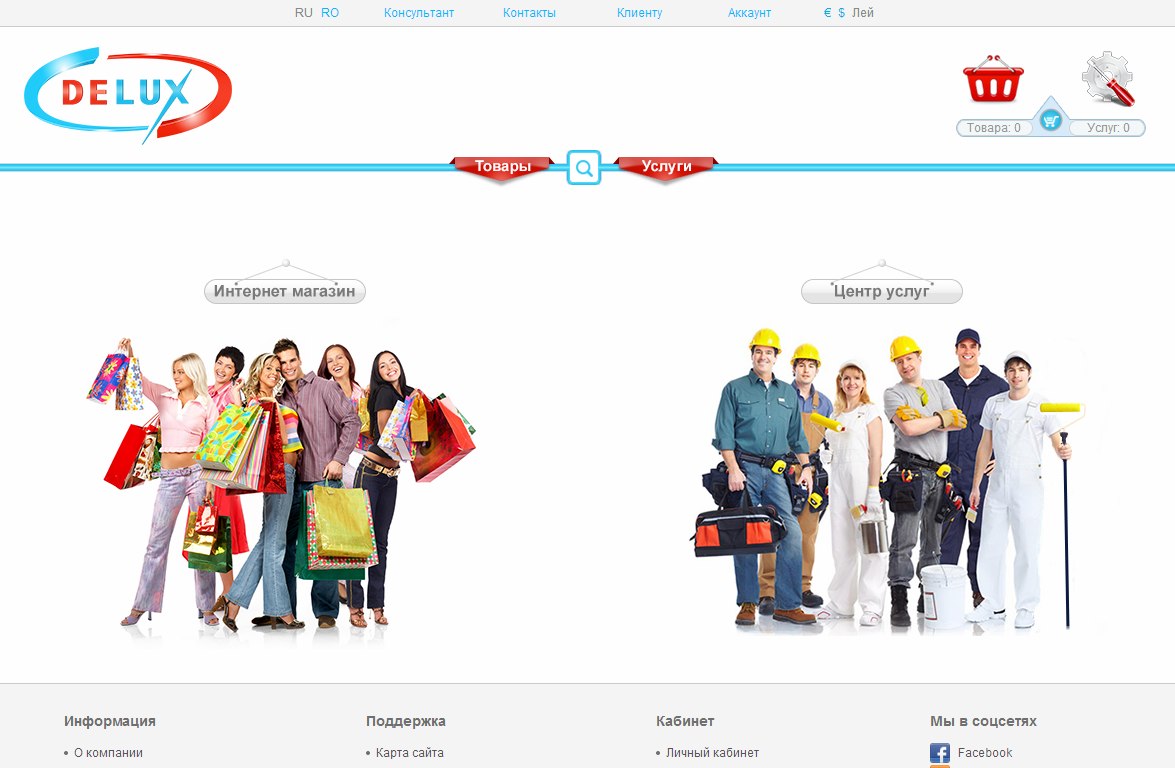 RU RO Консультант Контакты Клиенту Аккаунт € $ Лей
DELUX
Товара: 0 Услуг: 0
Товары Услуги
Интернет магазин Центр услуг
Информация Поддержка Кабинет Мы в соцсетях
• О компании • Карта сайта • Личный кабинет Facebook